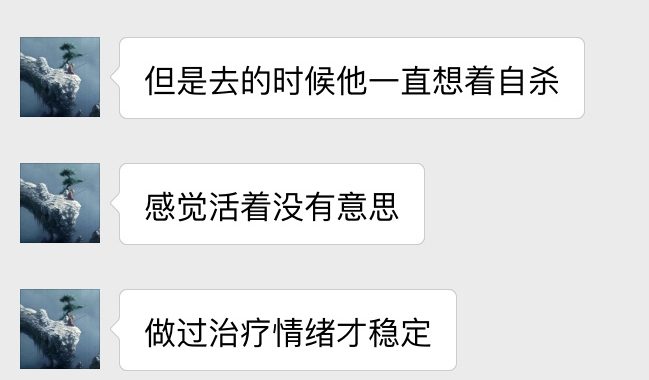 但是去的时候他一直想着自杀
感觉活着没有意思
做过治疗情绪才稳定